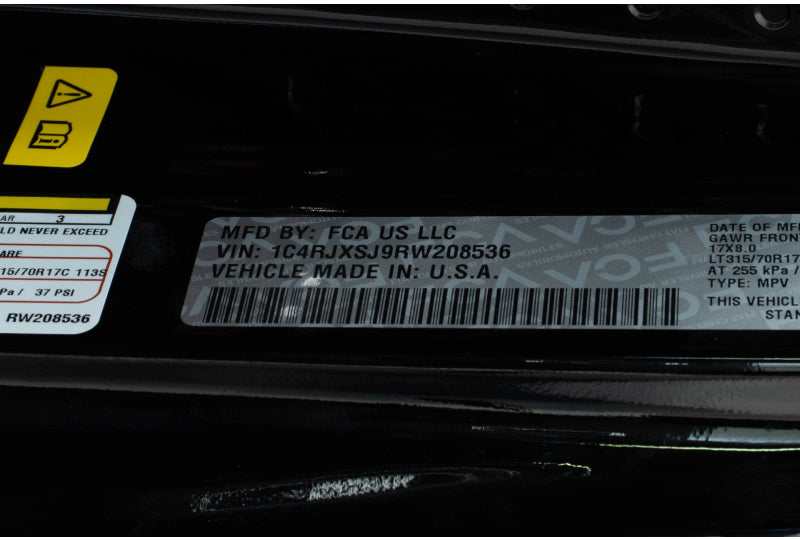 AR 3
LD NEVER EXCEED
ARE
15/70R17C 113S
Pa / 37 PSI
RW208536
MFD BY: FCA US LLC
VIN: 1C4RJXSJ9RW208536
VEHICLE MADE IN: U.S.A.
DATE OF MF
GAWR FRON
17X8.0
LT315/70R17
AT 255 kPa /
TYPE: MPV
THIS VEHICL
STAN